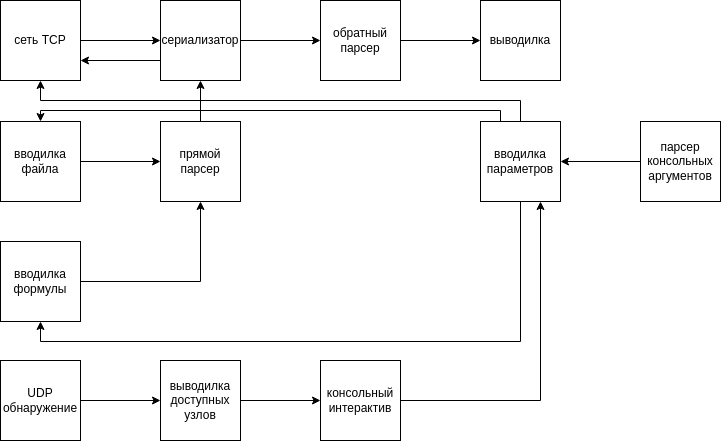 сеть TCP
сериализатор
обратный
парсер
выводилка
вводилка
файла
прямой
парсер
вводилка
параметров
парсер
консольных
аргументов
вводилка
формулы
UDP
обнаружение
выводилка
доступных
узлов
консольный
интерактив